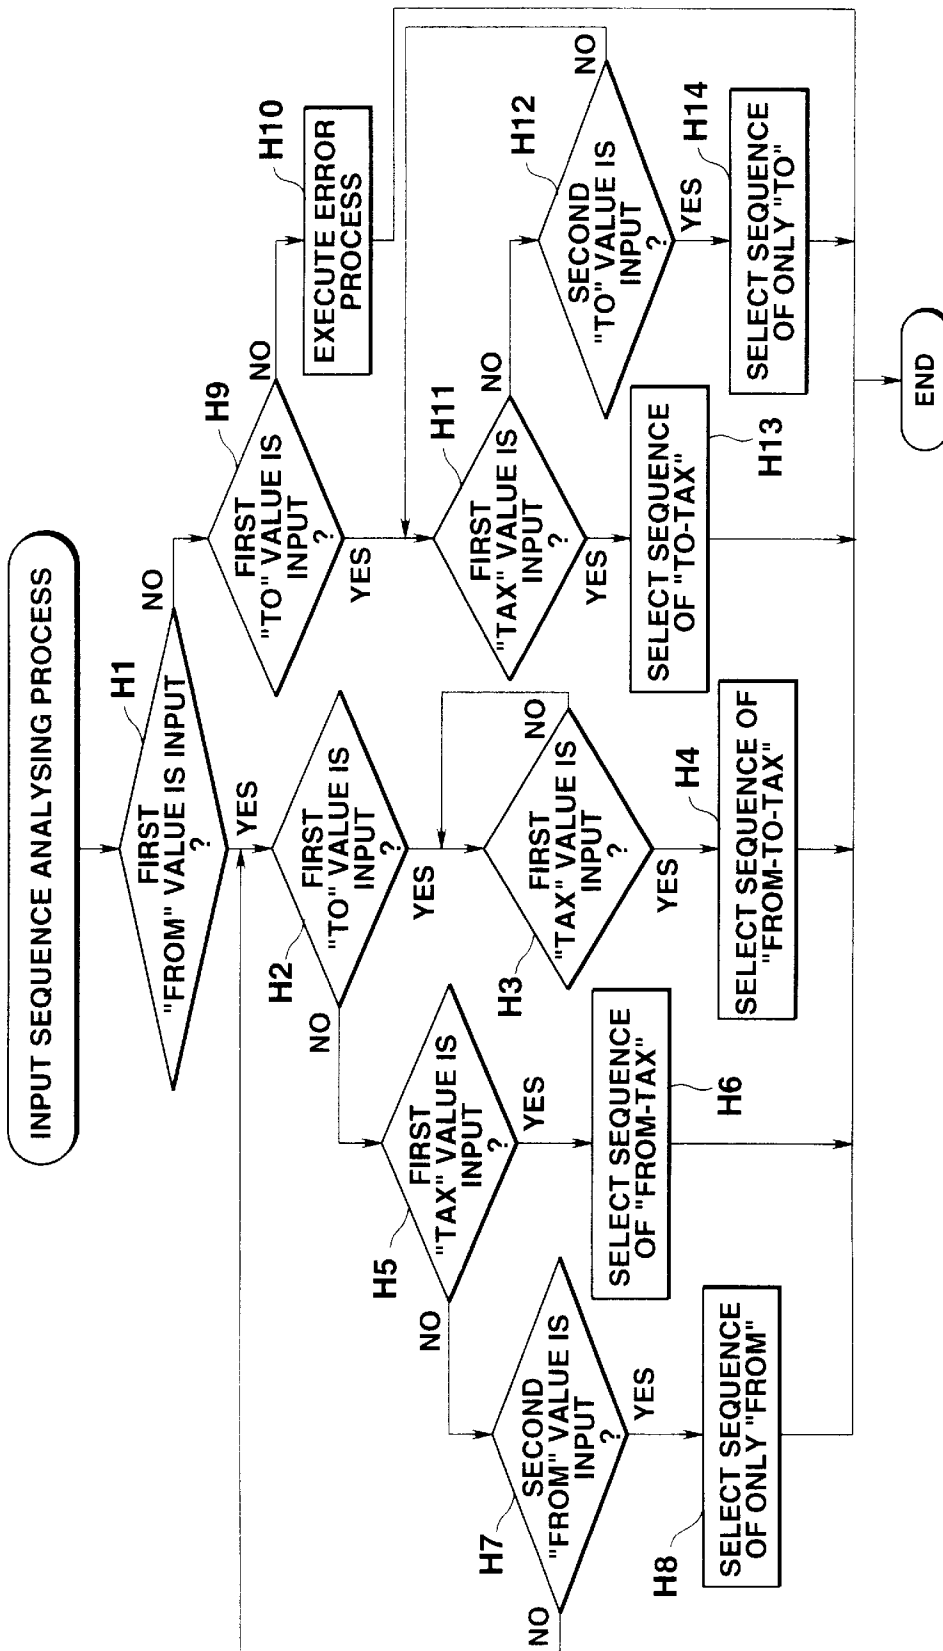 INPUT SEQUENCE ANALYSING PROCESS
H1
FIRST
"FROM" VALUE IS INPUT
?
NO
YES
H2
FIRST
"TO" VALUE IS
INPUT
?
NO
YES
H3
FIRST
"TAX" VALUE IS
INPUT
?
NO
YES
H4
SELECT SEQUENCE OF
"FROM-TO-TAX"
H5
FIRST
"TAX" VALUE IS
INPUT
?
NO
YES
H6
SELECT SEQUENCE
OF "FROM-TAX"
H7
SECOND
"FROM" VALUE IS
INPUT
?
NO
YES
H8
SELECT SEQUENCE
OF ONLY "FROM"
H9
FIRST
"TO" VALUE IS
INPUT
?
NO
YES
H10
EXECUTE ERROR
PROCESS
H11
FIRST
"TAX" VALUE IS
INPUT
?
NO
YES
H12
SECOND
"TO" VALUE IS
INPUT
?
NO
YES
H13
SELECT SEQUENCE
OF "TO-TAX"
H14
SELECT SEQUENCE
OF ONLY "TO"
END